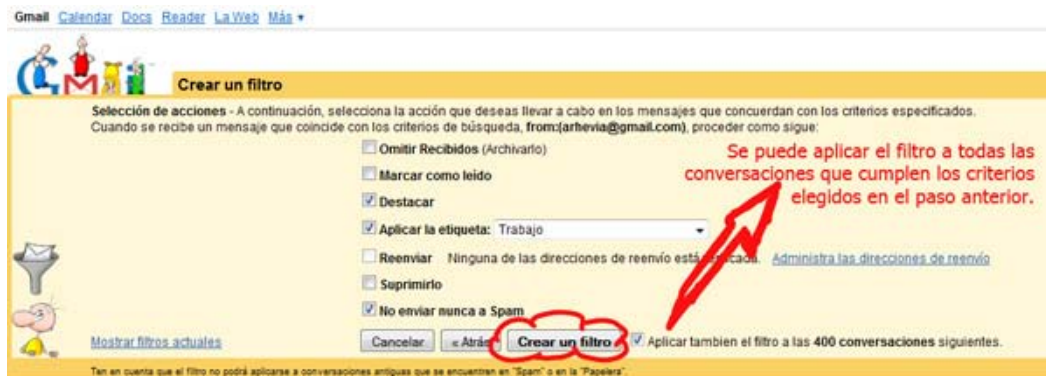 Gmail Calendar Docs Reader La Web Más ▾
GMail
Crear un filtro
Selección de acciones - A continuación, selecciona la acción que deseas llevar a cabo en los mensajes que concuerdan con los criterios especificados.
Cuando se recibe un mensaje que coincide con los criterios de búsqueda, from:(arhevia@gmail.com), proceder como sigue:
Omitir Recibidos (Archivarlo)
Marcar como leído
Destacar
Aplicar la etiqueta: Trabajo
Reenviar Ninguna de las direcciones de reenvío está Administra las direcciones de reenvío
Suprimirlo
No enviar nunca a Spam
Se puede aplicar el filtro a todas las
conversaciones que cumplen los criterios
elegidos en el paso anterior.
Mostrar filtros actuales Cancelar « Atrás Crear un filtro Aplicar tambien el filtro a las 400 conversaciones siguientes.
Ten en cuenta que el filtro no podrá aplicarse a conversaciones antiguas que se encuentren en "Spam" o en la "Papelera".